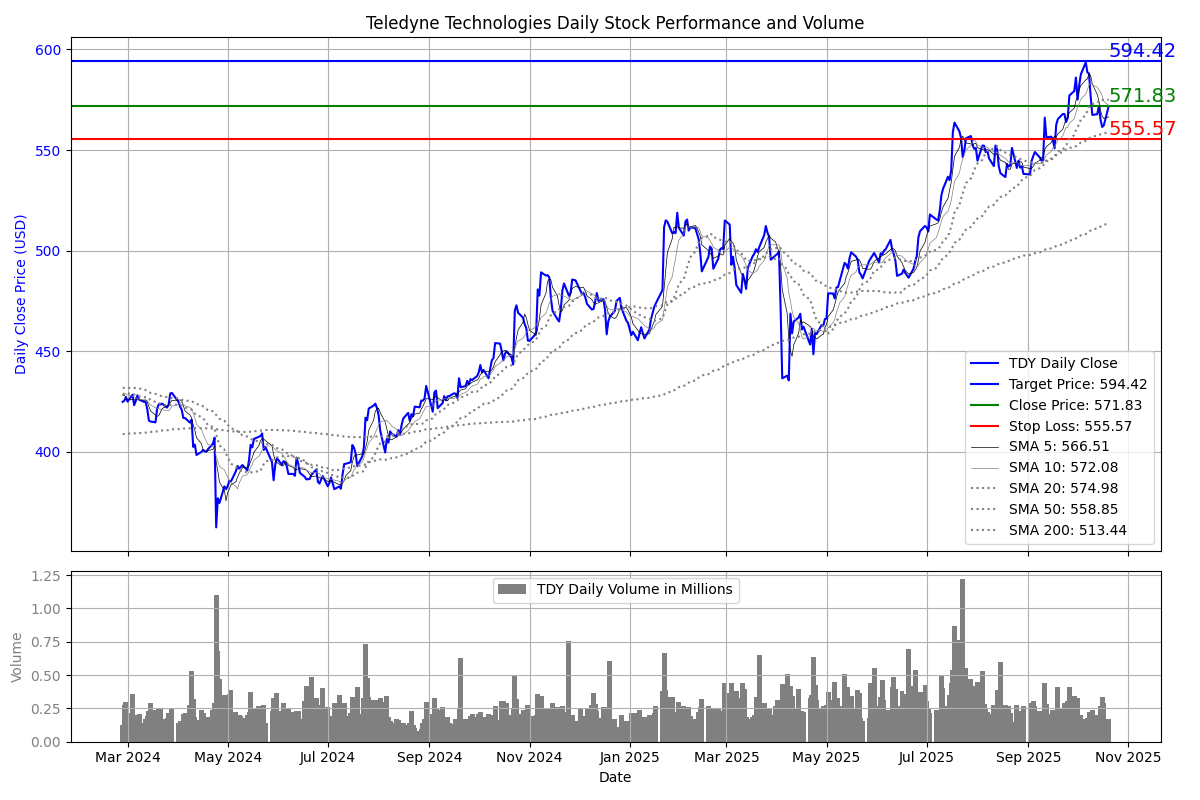 Teledyne Technologies Daily Stock Performance and Volume
600
550
500
450
400
Daily Close Price (USD)
594.42
571.83
555.57
TDY Daily Close
Target Price: 594.42
Close Price: 571.83
Stop Loss: 555.57
SMA 5: 566.51
SMA 10: 572.08
SMA 20: 574.98
SMA 50: 558.85
SMA 200: 513.44
1.25
1.00
0.75
0.50
0.25
0.00
Volume
TDY Daily Volume in Millions
Mar 2024 May 2024 Jul 2024 Sep 2024 Nov 2024 Jan 2025 Mar 2025 May 2025 Jul 2025 Sep 2025 Nov 2025
Date